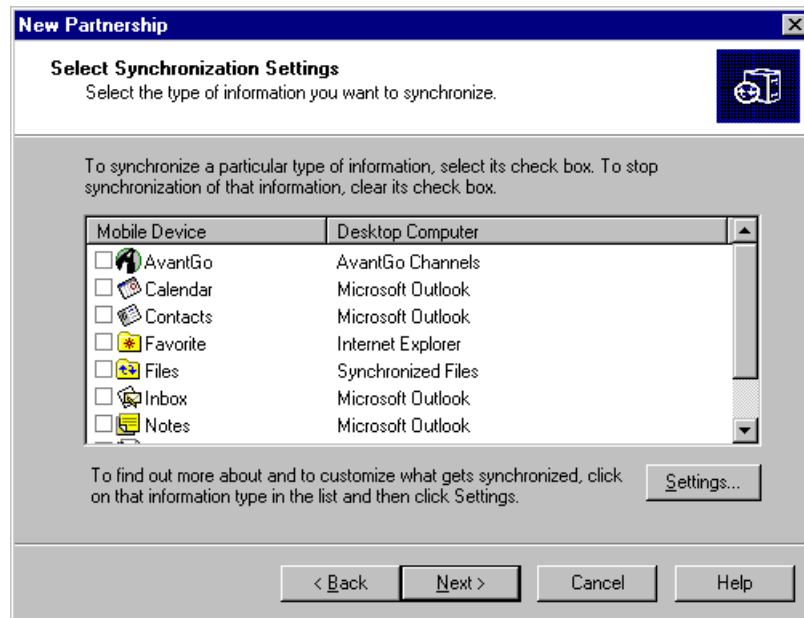 New Partnership
Select Synchronization Settings
Select the type of information you want to synchronize.
To synchronize a particular type of information, select its check box. To stop
synchronization of that information, clear its check box.
Mobile Device Desktop Computer
AvantGo AvantGo Channels
Calendar Microsoft Outlook
Contacts Microsoft Outlook
Favorite Internet Explorer
Files Synchronized Files
Inbox Microsoft Outlook
Notes Microsoft Outlook
To find out more about and to customize what gets synchronized, click
on that information type in the list and then click Settings.
Settings...
< Back Next > Cancel Help